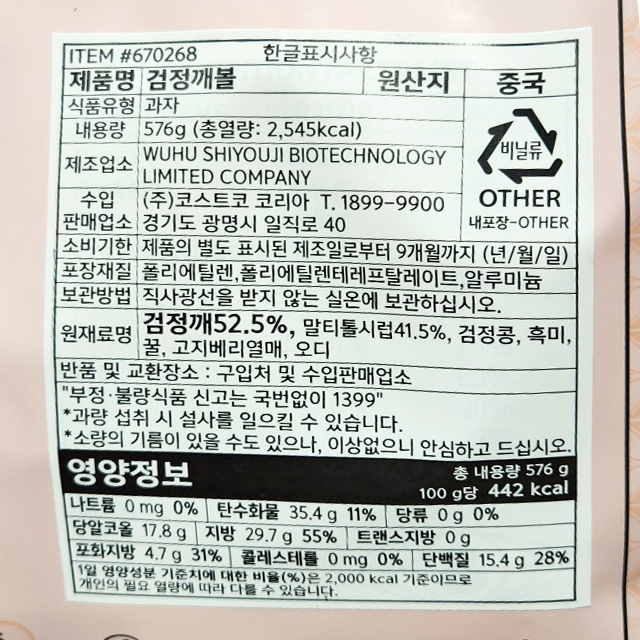 ITEM #670268 한글표시사항
제품명 검정깨볼 원산지 중국
식품유형 과자
내용량 576g (총열량: 2,545kcal)
제조업소 WUHU SHIYOUJI BIOTECHNOLOGY
LIMITED COMPANY
비닐류
OTHER
내포장-OTHER
수입 (주)코스트코 코리아 T. 1899-9900
판매업소 경기도 광명시 일직로 40
소비기한 제품의 별도 표시된 제조일로부터 9개월까지 (년/월/일)
포장재질 폴리에틸렌,폴리에틸렌테레프탈레이트,알루미늄
보관방법 직사광선을 받지 않는 실온에 보관하십시오.
원재료명 검정깨52.5%, 말티톨시럽41.5%, 검정콩, 흑미,
꿀, 고지베리열매, 오디
반품 및 교환장소 : 구입처 및 수입판매업소
"부정·불량식품 신고는 국번없이 1399"
*과량 섭취 시 설사를 일으킬 수 있습니다.
*소량의 기름이 있을 수도 있으나, 이상없으니 안심하고 드십시오.
영양정보 총 내용량 576 g
100 g당 442 kcal
나트륨 0 mg 0% 탄수화물 35.4 g 11% 당류 0 g 0%
당알코올 17.8 g 지방 29.7 g 55% 트랜스지방 0 g
포화지방 4.7 g 31% 콜레스테롤 0 mg 0% 단백질 15.4 g 28%
1일 영양성분 기준치에 대한 비율(%)은 2,000 kcal 기준이므로
개인의 필요 열량에 따라 다를 수 있습니다.